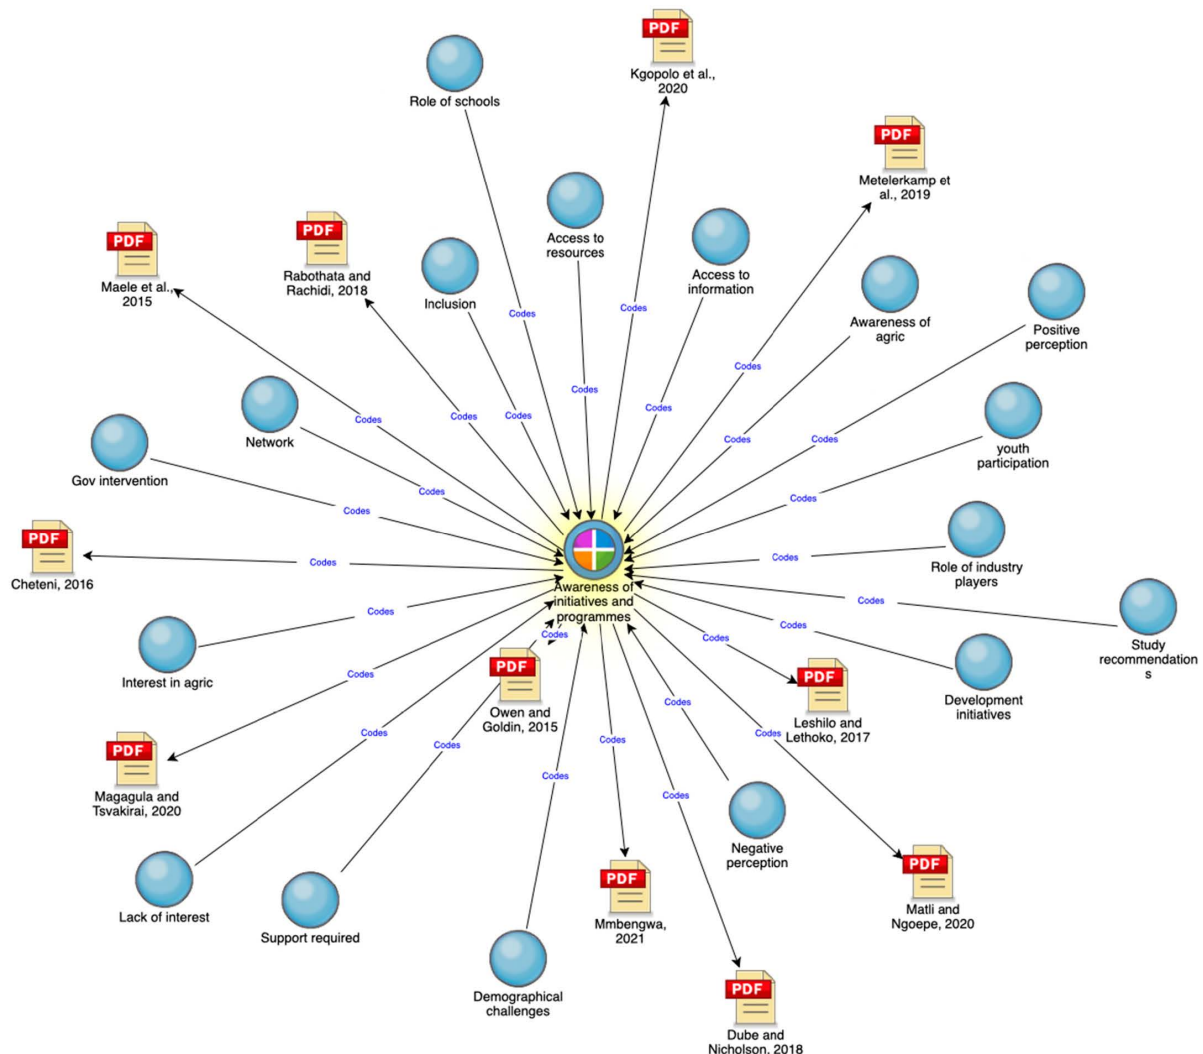 PDF
Kgopolo et al.,
2020
Role of schools
PDF
Metelerkamp et
al., 2019
Access to
resources
PDF
Maele et al.,
2015
PDF
Rabothata and
Rachidi, 2018
Inclusion
Access to
information
Awareness of
agric
Positive
perception
Codes
Codes
Codes
Codes
Codes
Codes
Codes
Codes
Codes
Codes
Codes
Network
youth
participation
Gov intervention
Codes
Codes
Codes
PDF
Cheteni, 2016
Codes
Codes
Role of industry
players
Awareness of
initiatives and
programmes
Codes
Codes
Study
recommendation
s
Interest in agric
Codes
Codes
Codes
Development
initiatives
PDF
Owen and
Goldin, 2015
Codes
PDF
Leshilo and
Lethoko, 2017
Codes
PDF
Magagula and
Tsvakirai, 2020
Codes
Codes
Codes
Codes
Codes
Codes
Negative
perception
Lack of interest
Support required
PDF
Mmbengwa,
2021
PDF
Matli and
Ngoepe, 2020
Demographical
challenges
PDF
Dube and
Nicholson, 2018